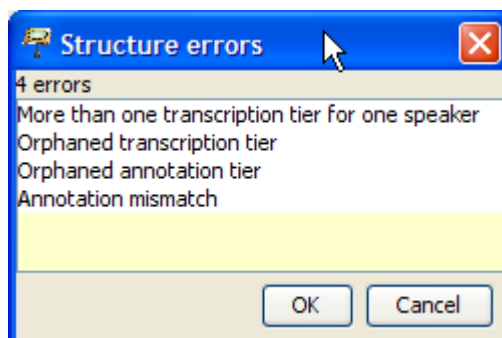 Structure errors
4 errors
More than one transcription tier for one speaker
Orphaned transcription tier
Orphaned annotation tier
Annotation mismatch
OK Cancel